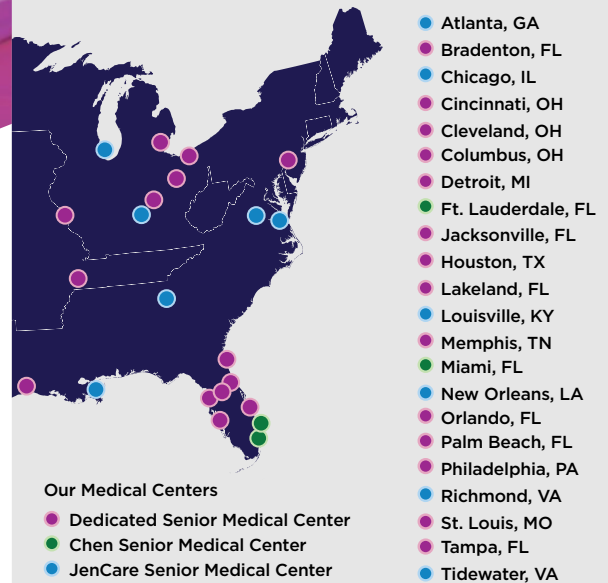 Atlanta, GA
Bradenton, FL
Chicago, IL
Cincinnati, OH
Cleveland, OH
Columbus, OH
Detroit, MI
Ft. Lauderdale, FL
Jacksonville, FL
Houston, TX
Lakeland, FL
Louisville, KY
Memphis, TN
Miami, FL
New Orleans, LA
Orlando, FL
Palm Beach, FL
Philadelphia, PA
Richmond, VA
St. Louis, MO
Tampa, FL
Tidewater, VA
Our Medical Centers
Dedicated Senior Medical Center
Chen Senior Medical Center
JenCare Senior Medical Center